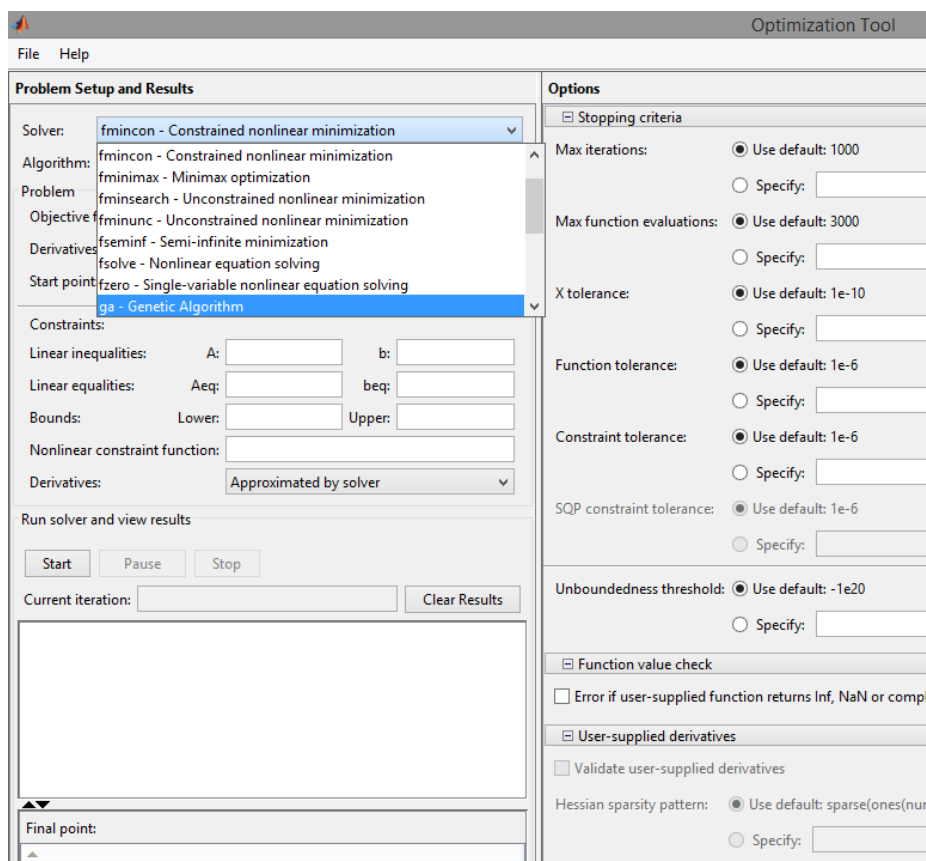 Optimization Tool
File Help
Problem Setup and Results
Solver: fmincon - Constrained nonlinear minimization
Algorithm:
fmincon - Constrained nonlinear minimization
fminimax - Minimax optimization
fminsearch - Unconstrained nonlinear minimization
fminunc - Unconstrained nonlinear minimization
fseminf - Semi-infinite minimization
fsolve - Nonlinear equation solving
fzero - Single-variable nonlinear equation solving
ga - Genetic Algorithm
Problem
Objective f
Derivatives
Start point
Constraints:
Linear inequalities: A: b:
Linear equalities: Aeq: beq:
Bounds: Lower: Upper:
Nonlinear constraint function:
Derivatives: Approximated by solver
Run solver and view results
Start Pause Stop
Current iteration: Clear Results
Final point:
Options
Stopping criteria
Max iterations: Use default: 1000
Specify:
Max function evaluations: Use default: 3000
Specify:
X tolerance: Use default: 1e-10
Specify:
Function tolerance: Use default: 1e-6
Specify:
Constraint tolerance: Use default: 1e-6
Specify:
SQP constraint tolerance: Use default: 1e-6
Specify:
Unboundedness threshold: Use default: -1e20
Specify:
Function value check
Error if user-supplied function returns Inf, NaN or compl
User-supplied derivatives
Validate user-supplied derivatives
Hessian sparsity pattern: Use default: sparse(ones(nur
Specify: